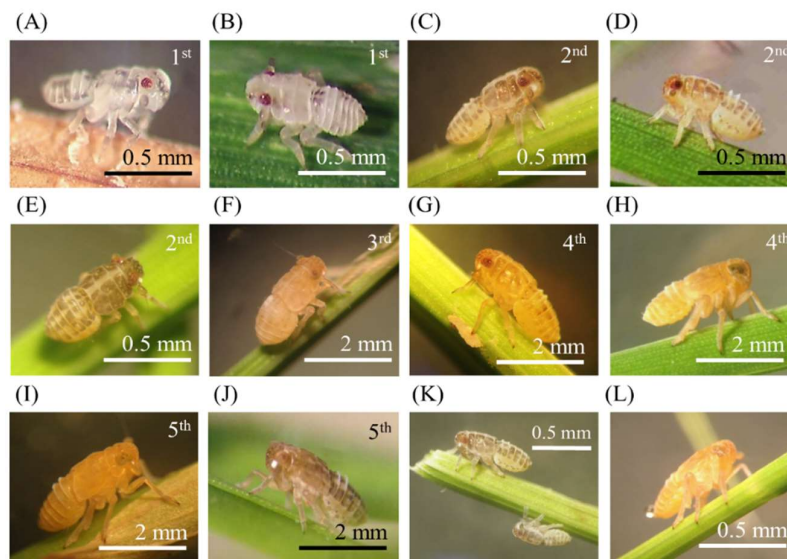 (A) (B) (C) (D)
1st 1st 2nd 2nd
0.5 mm 0.5 mm 0.5 mm 0.5 mm
(E) (F) (G) (H)
2nd 3rd 4th 4th
0.5 mm 2 mm 2 mm 2 mm
(I) (J) (K) (L)
5th 5th 0.5 mm
2 mm 2 mm 0.5 mm